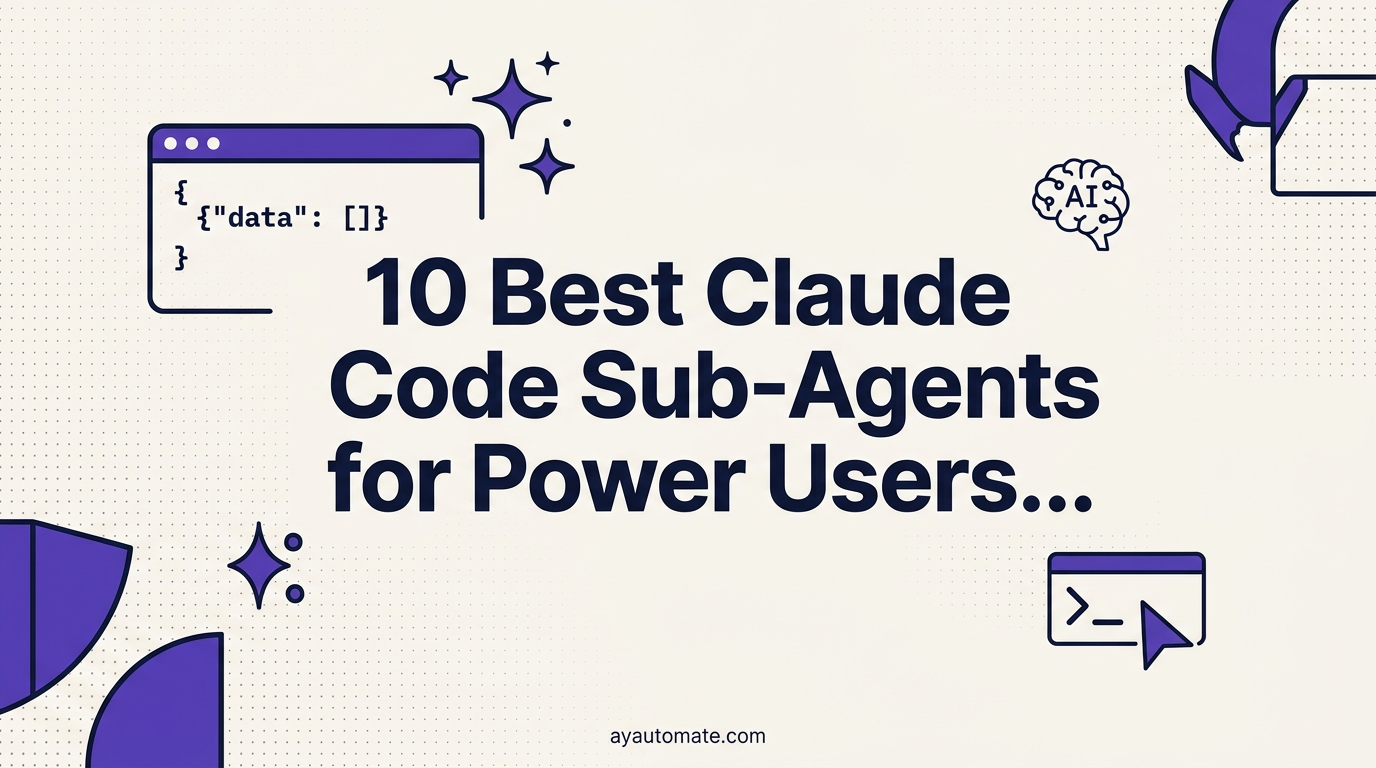 {
{"data": []}
}
AI
10 Best Claude
Code Sub-Agents
for Power Users...
>_
ayautomate.com